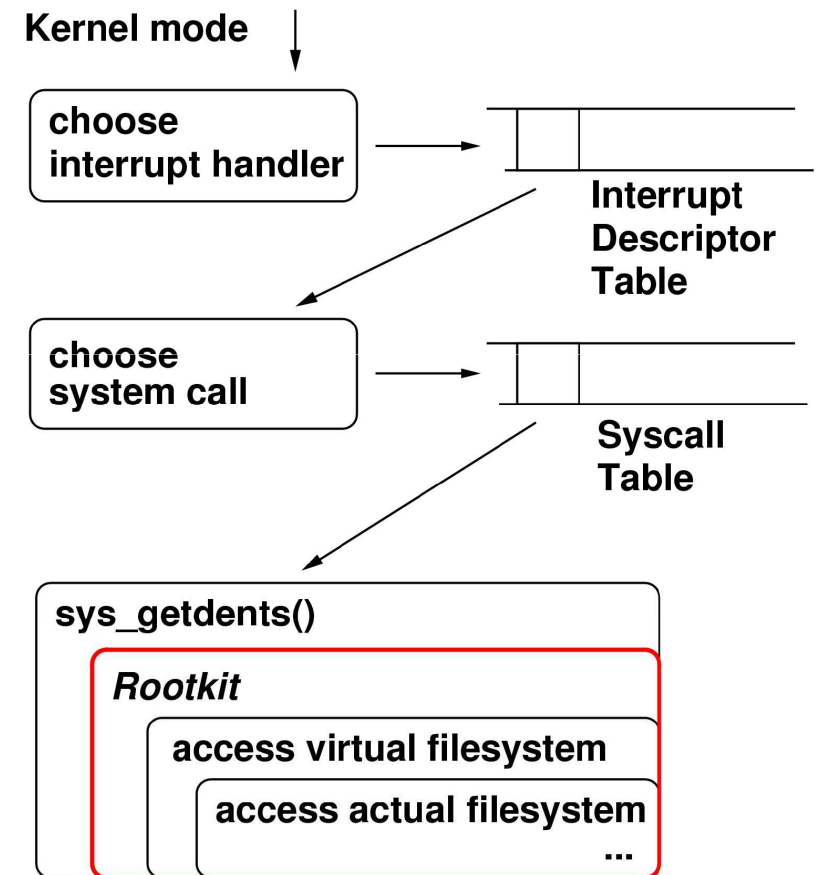 Kernel mode
choose
interrupt handler
Interrupt
Descriptor
Table
choose
system call
Syscall
Table
sys_getdents()
Rootkit
access virtual filesystem
access actual filesystem
...